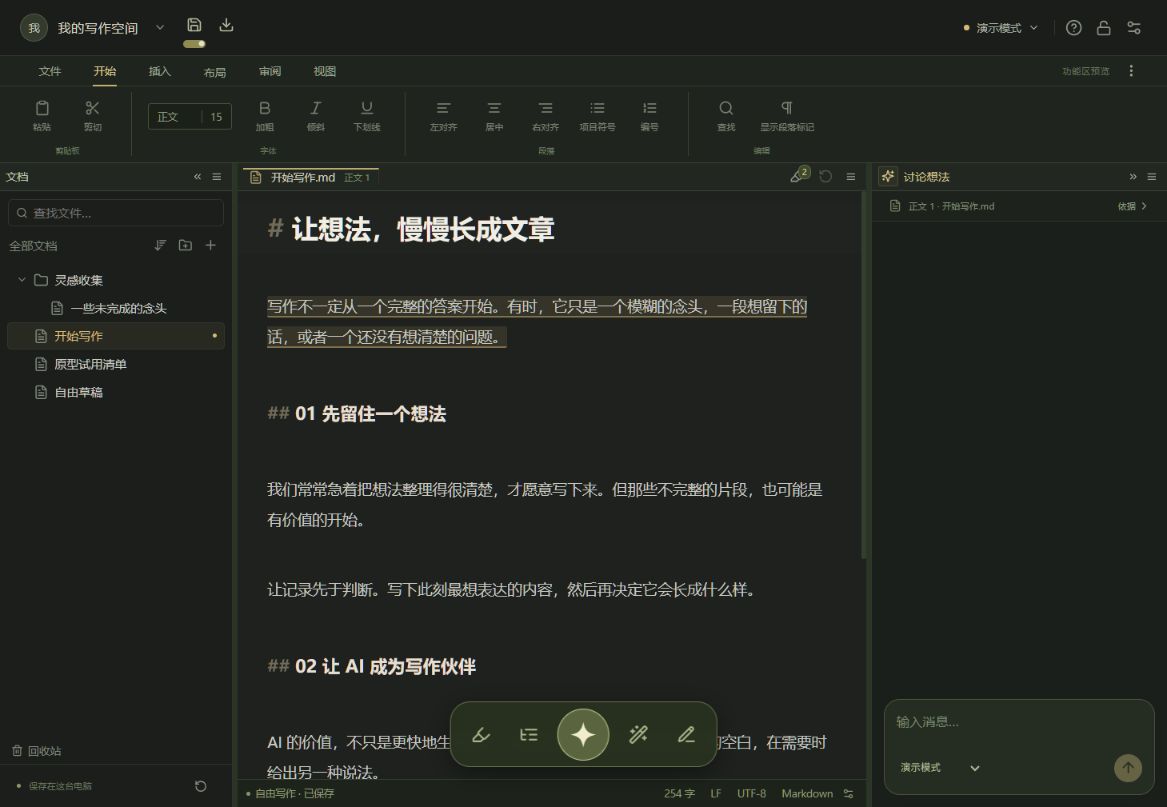 我 我的写作空间
演示模式
文件 开始 插入 布局 审阅 视图 功能区预览
粘贴 剪切 正文 15 加粗 倾斜 下划线 左对齐 居中 右对齐 项目符号 编号 查找 显示段落标记
剪贴板 字体 段落 编辑
文档
查找文件...
全部文档
灵感收集
一些未完成的念头
开始写作
原型试用清单
自由草稿
回收站
保存在这台电脑
开始写作.md 正文 1
2
# 让想法，慢慢长成文章
写作不一定从一个完整的答案开始。有时，它只是一个模糊的念头，一段想留下的
话，或者一个还没有想清楚的问题。
## 01 先留住一个想法
我们常常急着把想法整理得很清楚，才愿意写下来。但那些不完整的片段，也可能是
有价值的开始。
让记录先于判断。写下此刻最想表达的内容，然后再决定它会长成什么样。
## 02 让 AI 成为写作伙伴
AI 的价值，不只是更快地生
空白，在需要时
给出另一种说法。
自由写作 · 已保存 254 字 LF UTF-8 Markdown
讨论想法
正文 1 · 开始写作.md 依据
输入消息...
演示模式